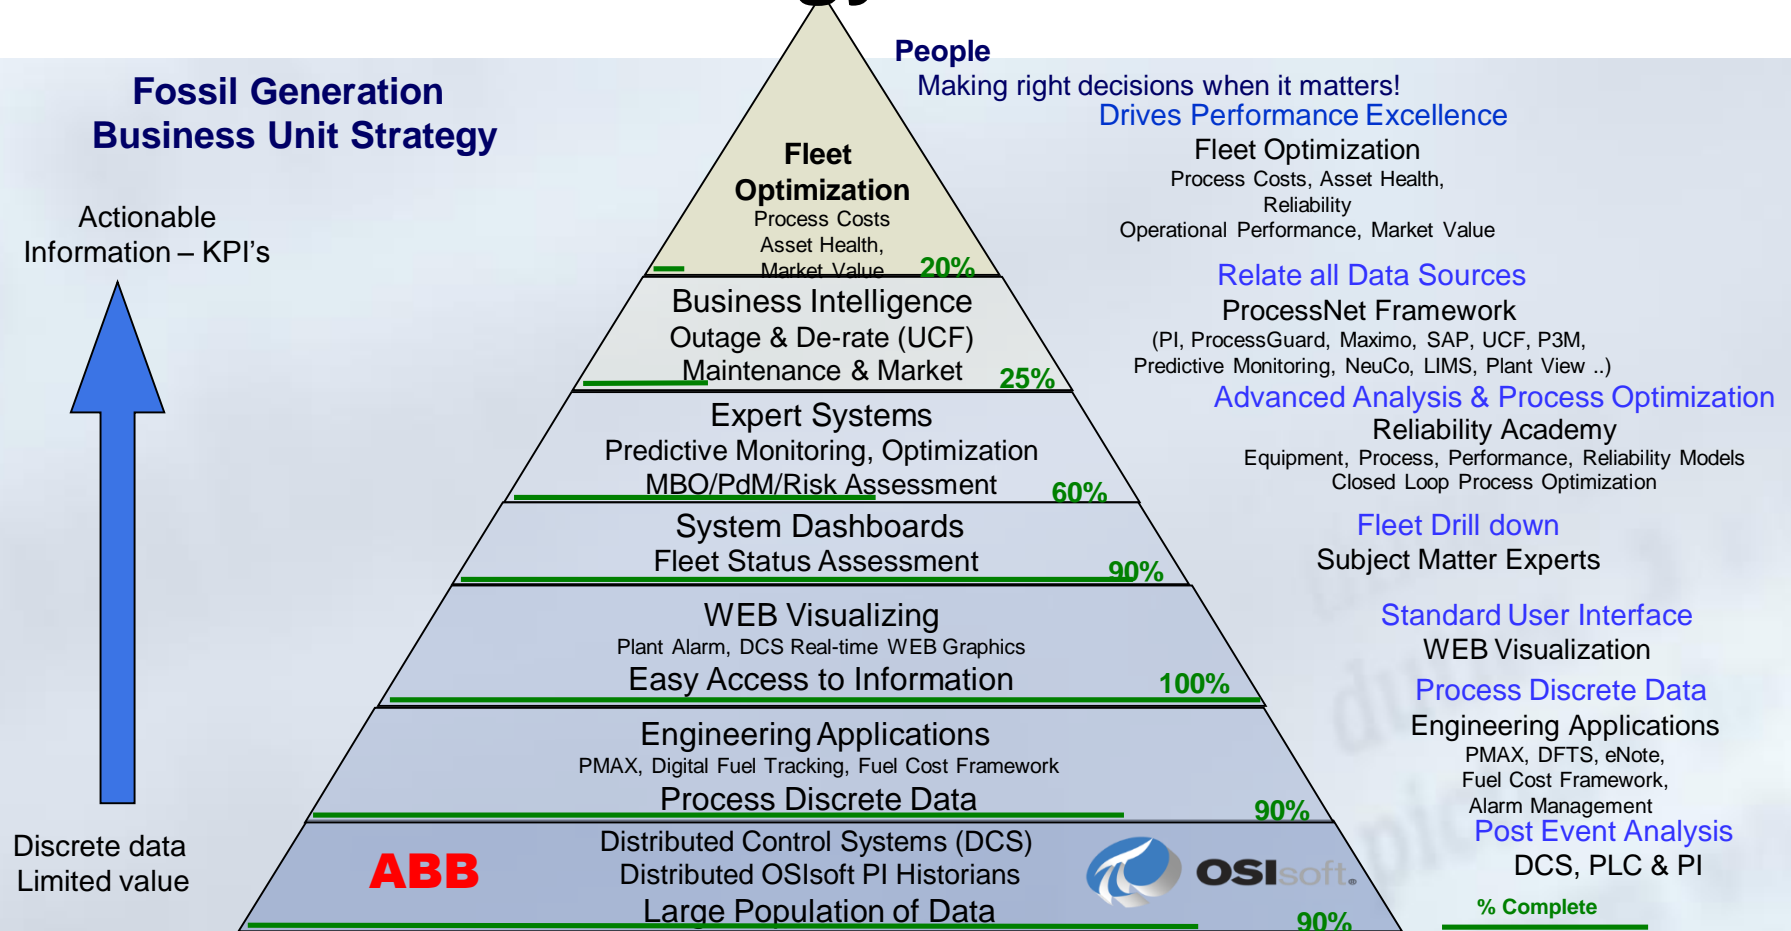 Fossil Generation
Business Unit Strategy
Actionable
Information – KPI's
Discrete data
Limited value
People
Making right decisions when it matters!
Fleet
Optimization
Process Costs
Asset Health,
Market Value
20%
Business Intelligence
Outage & De-rate (UCF)
Maintenance & Market
25%
Expert Systems
Predictive Monitoring, Optimization
MBO/PdM/Risk Assessment
60%
System Dashboards
Fleet Status Assessment
90%
WEB Visualizing
Plant Alarm, DCS Real-time WEB Graphics
Easy Access to Information
100%
Engineering Applications
PMAX, Digital Fuel Tracking, Fuel Cost Framework
Process Discrete Data
90%
ABB
Distributed Control Systems (DCS)
Distributed OSIsoft PI Historians
Large Population of Data
OSIsoft.
90%
Drives Performance Excellence
Fleet Optimization
Process Costs, Asset Health,
Reliability
Operational Performance, Market Value
Relate all Data Sources
ProcessNet Framework
(PI, ProcessGuard, Maximo, SAP, UCF, P3M,
Predictive Monitoring, NeuCo, LIMS, Plant View ..)
Advanced Analysis & Process Optimization
Reliability Academy
Equipment, Process, Performance, Reliability Models
Closed Loop Process Optimization
Fleet Drill down
Subject Matter Experts
Standard User Interface
WEB Visualization
Process Discrete Data
Engineering Applications
PMAX, DFTS, eNote,
Fuel Cost Framework,
Alarm Management
Post Event Analysis
DCS, PLC & PI
% Complete